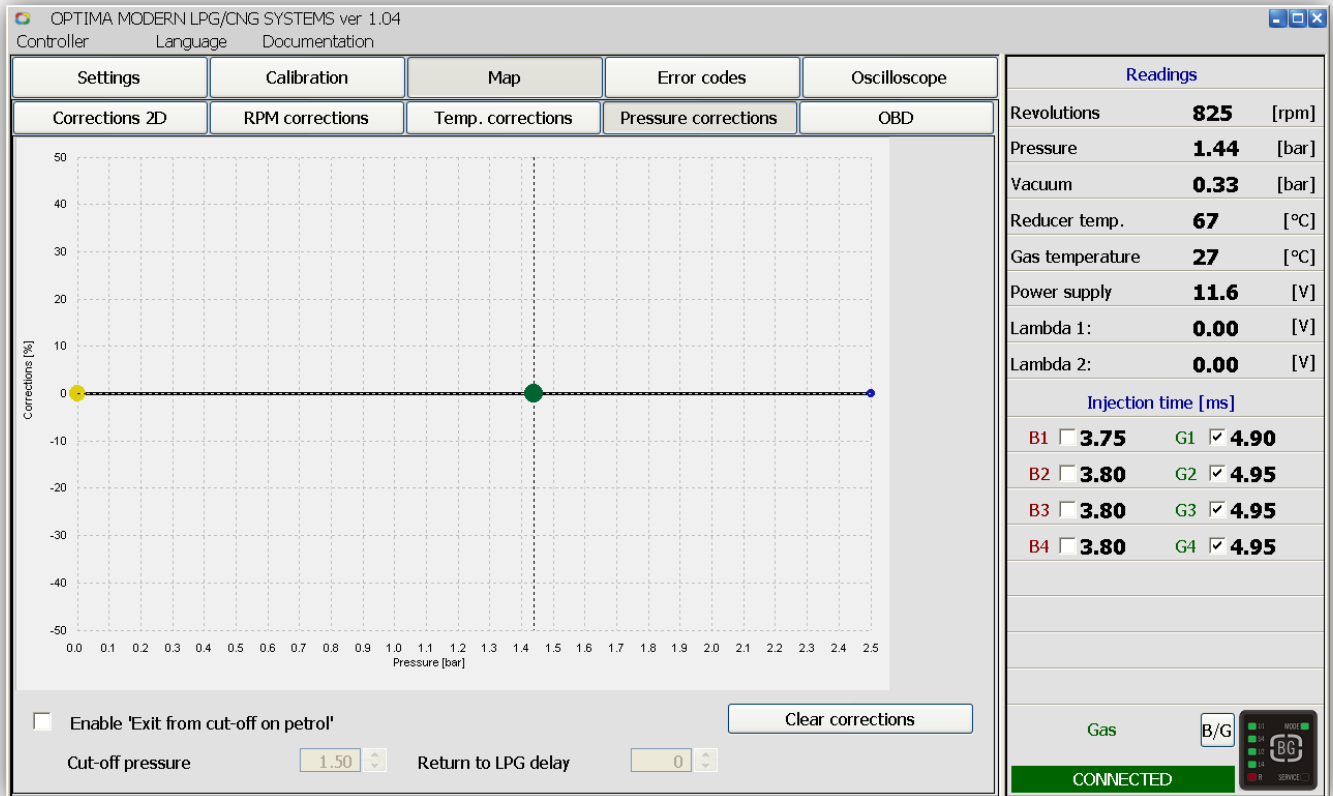 OPTIMA MODERN LPG/CNG SYSTEMS ver 1.04
Controller Language Documentation
Settings Calibration Map Error codes Oscilloscope
Corrections 2D RPM corrections Temp. corrections Pressure corrections OBD
50
40
30
20
10
0
-10
-20
-30
-40
-50
Corrections [%]
0.0 0.1 0.2 0.3 0.4 0.5 0.6 0.7 0.8 0.9 1.0 1.1 1.2 1.3 1.4 1.5 1.6 1.7 1.8 1.9 2.0 2.1 2.2 2.3 2.4 2.5
Pressure [bar]
Enable 'Exit from cut-off on petrol'
Clear corrections
Cut-off pressure 1.50 Return to LPG delay 0
Readings
Revolutions 825 [rpm]
Pressure 1.44 [bar]
Vacuum 0.33 [bar]
Reducer temp. 67 [°C]
Gas temperature 27 [°C]
Power supply 11.6 [V]
Lambda 1: 0.00 [V]
Lambda 2: 0.00 [V]
Injection time [ms]
B1 3.75 G1 4.90
B2 3.80 G2 4.95
B3 3.80 G3 4.95
B4 3.80 G4 4.95
Gas B/G
MODE
BG
R SERVICE
CONNECTED